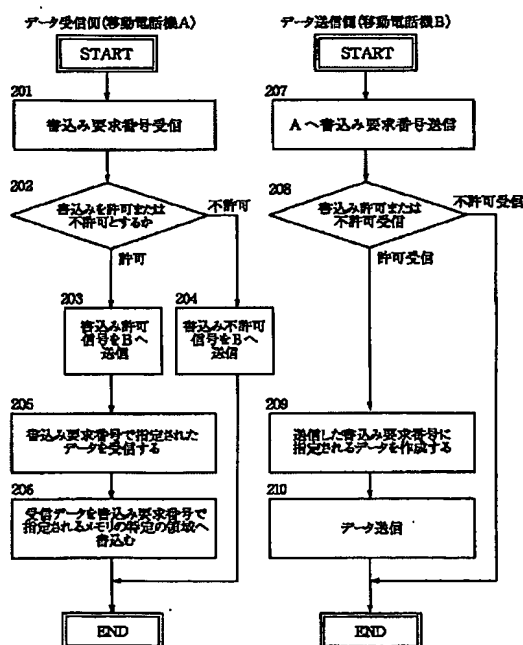 データ受信側(移動電話機A)
START
201
書込み要求番号受信
202
書込みを許可または
不許可とするか
不許可
許可
203
書込み許可
信号をBへ
送信
204
書込み不許可
信号をBへ
送信
205
書込み要求番号で指定された
データを受信する
206
受信データを書込み要求番号で
指定されるメモリの特定の領域へ
書込む
END
データ送信側(移動電話機B)
START
207
Aへ書込み要求番号送信
208
書込み許可または
不許可受信
不許可受信
許可受信
209
送信した書込み要求番号に
指定されるデータを作成する
210
データ送信
END